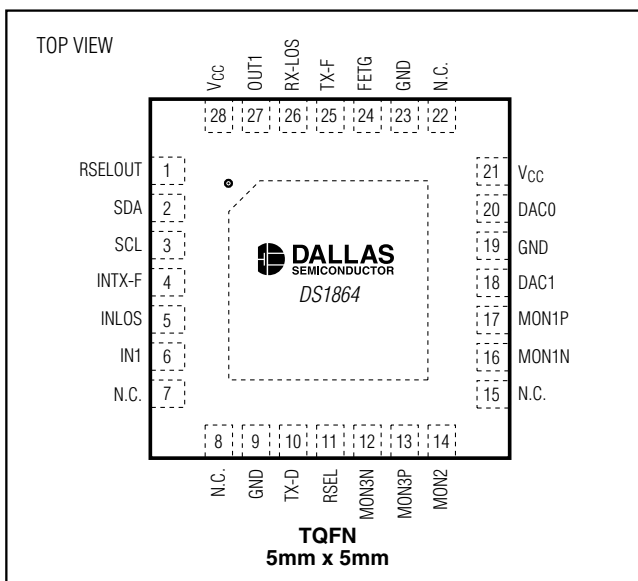 TOP VIEW
VCC
OUT1
RX-LOS
TX-F
FETG
GND
N.C.
28 27 26 25 24 23 22
RSELOUT 1
SDA 2
SCL 3
INTX-F 4
INLOS 5
IN1 6
N.C. 7
21 VCC
20 DAC0
19 GND
18 DAC1
17 MON1P
16 MON1N
15 N.C.
DALLAS
SEMICONDUCTOR
DS1864
8 9 10 11 12 13 14
N.C.
GND
TX-D
RSEL
MON3N
MON3P
MON2
TQFN
5mm x 5mm